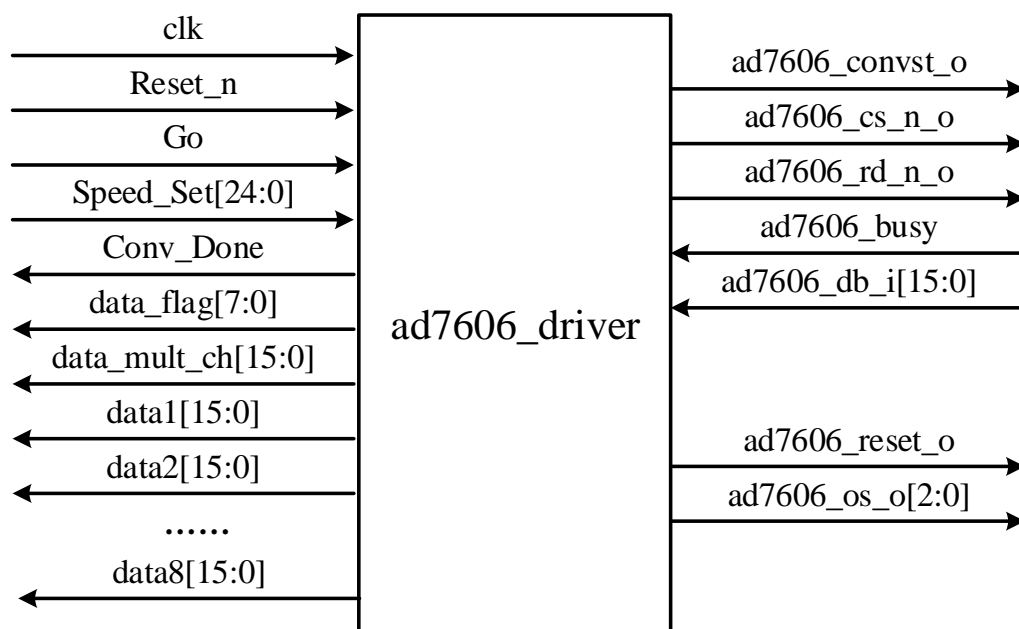 clk
Reset_n
Go
Speed_Set[24:0]
Conv_Done
data_flag[7:0]
data_mult_ch[15:0]
data1[15:0]
data2[15:0]
......
data8[15:0]
ad7606_driver
ad7606_convst_o
ad7606_cs_n_o
ad7606_rd_n_o
ad7606_busy
ad7606_db_i[15:0]
ad7606_reset_o
ad7606_os_o[2:0]